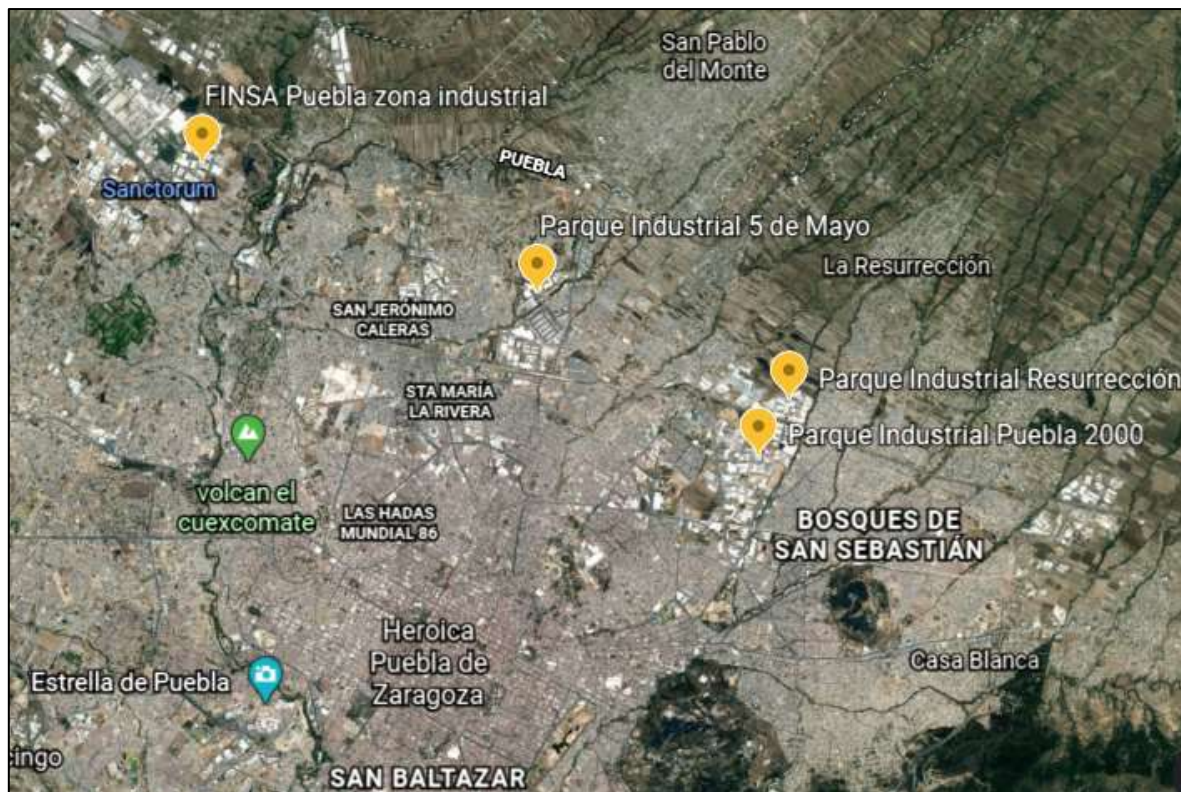 San Pablo
del Monte
FINSA Puebla zona industrial
PUEBLA
Sanctorum
Parque Industrial 5 de Mayo
La Resurrección
SAN JERÓNIMO
CALERAS
Parque Industrial Resurrección
STA MARÍA
LA RIVERA
Parque Industrial Puebla 2000
volcan el
cuexcomate
LAS HADAS
MUNDIAL 86
BOSQUES DE
SAN SEBASTIÁN
Heroica
Puebla de
Zaragoza
Casa Blanca
Estrella de Puebla
cingo
SAN BALTAZAR